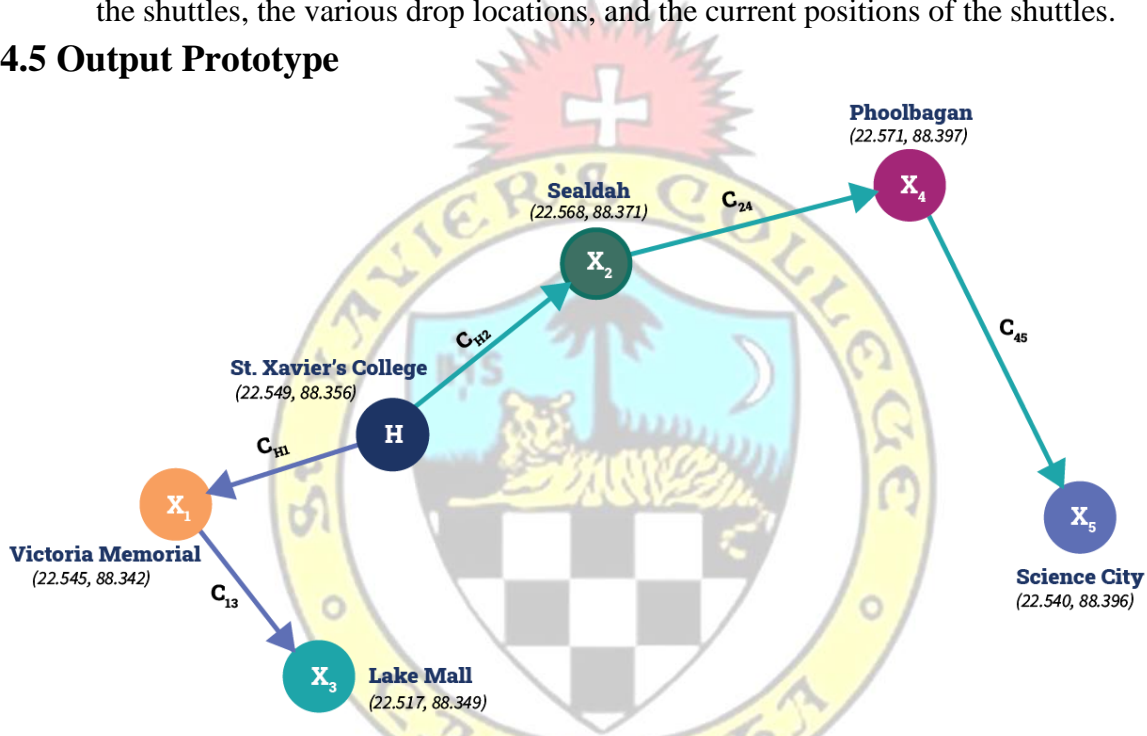 the shuttles, the various drop locations, and the current positions of the shuttles.
4.5 Output Prototype
Phoolbagan
(22.571, 88.397)
X4
Sealdah
(22.568, 88.371)
X2
C24
C45
CH2
St. Xavier's College
(22.549, 88.356)
H
CH1
X1
Victoria Memorial
(22.545, 88.342)
C13
X5
Science City
(22.540, 88.396)
X3
Lake Mall
(22.517, 88.349)
XAVIER'S COLLEGE